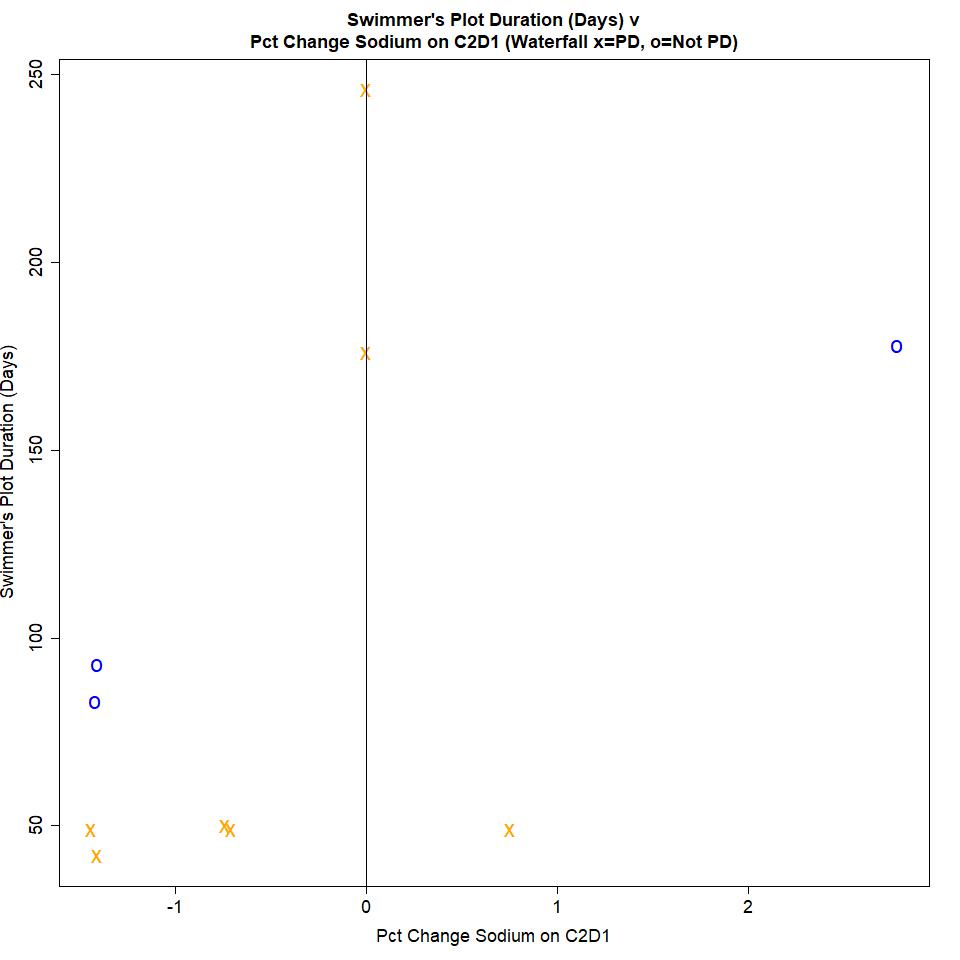 Swimmer's Plot Duration (Days) v
Pct Change Sodium on C2D1 (Waterfall x=PD, o=Not PD)
Swimmer's Plot Duration (Days)
250
200
150
100
50
x
x
o
o
o
x
x
x
x
x
-1
0
1
2
Pct Change Sodium on C2D1